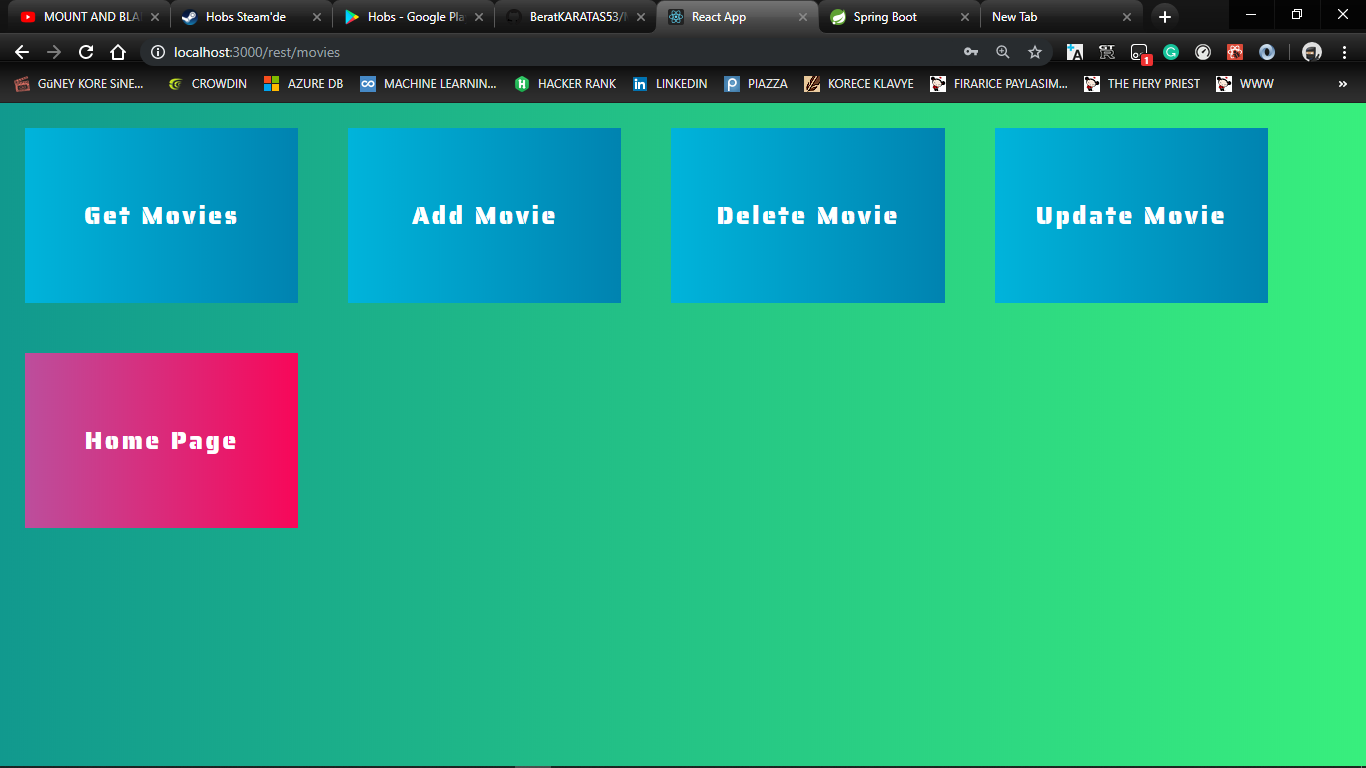 MOUNT AND BLA
Hobs Steam'de
Hobs - Google Pla
BeratKARATAS53/
React App
Spring Boot
New Tab
localhost:3000/rest/movies
1
GüNEY KORE SiNE...
CROWDIN
AZURE DB
MACHINE LEARNIN...
HACKER RANK
LINKEDIN
PIAZZA
KORECE KLAVYE
FIRARICE PAYLASIM...
THE FIERY PRIEST
WWW
Get Movies
Add Movie
Delete Movie
Update Movie
Home Page